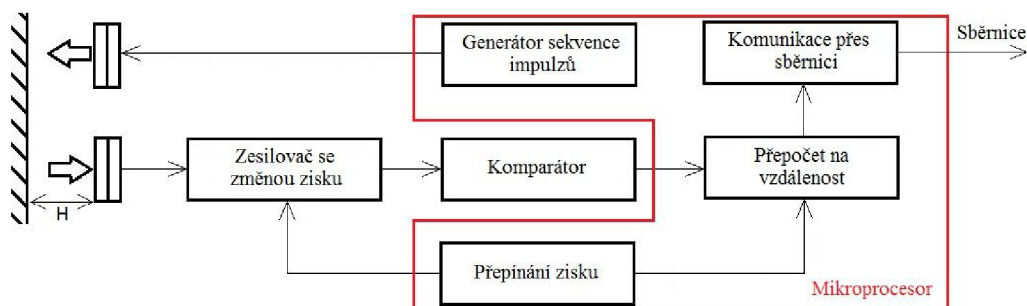 Generátor sekvence
impulzů
Komunikace přes
sběrnici
Sběrnice
Zesilovač se
změnou zisku
Komparátor
Přepočet na
vzdálenost
H
Přepínání zisku
Mikroprocesor